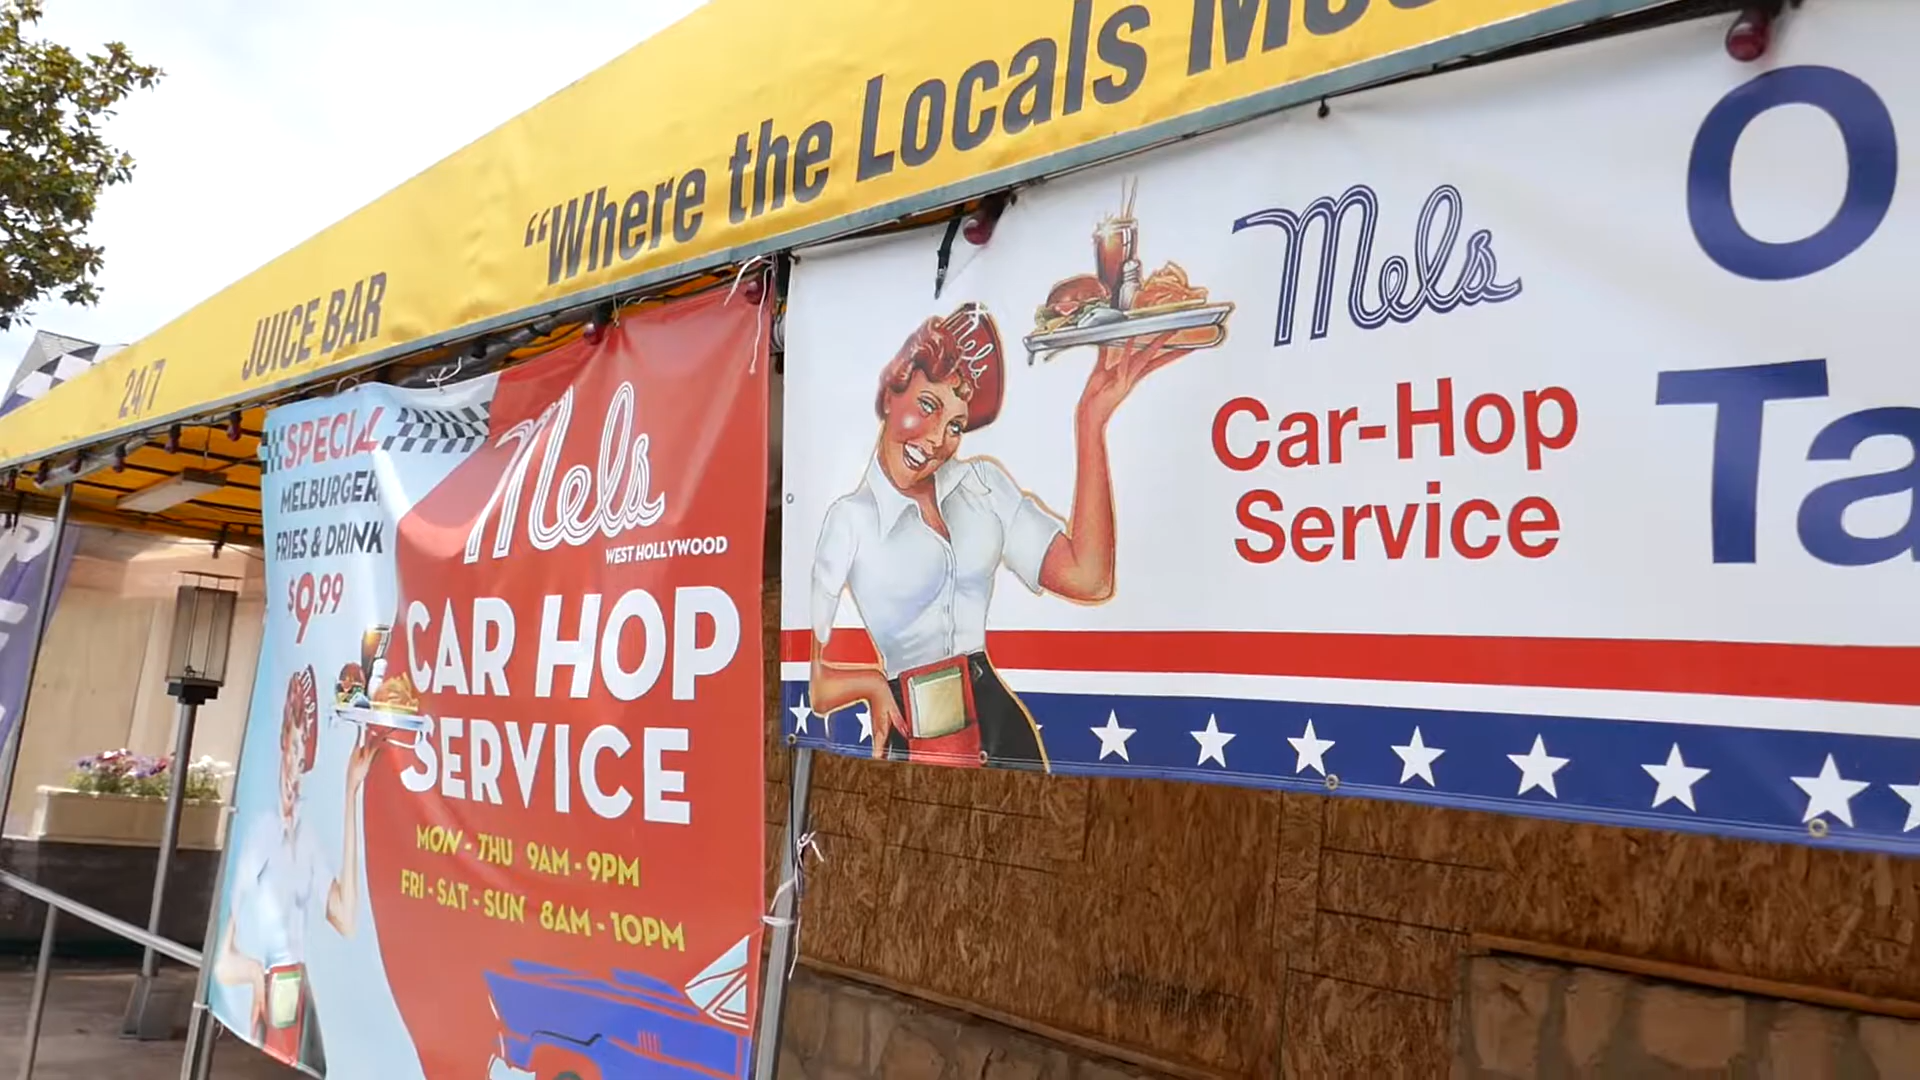 24/7 JUICE BAR "Where the Locals
SPECIAL
MELBURGER,
FRIES & DRINK
$9.99
Mels
WEST HOLLYWOOD
CAR HOP
SERVICE
MON - THU 9AM - 9PM
FRI - SAT - SUN 8AM - 10PM
Mels
Mels
Car-Hop
Service